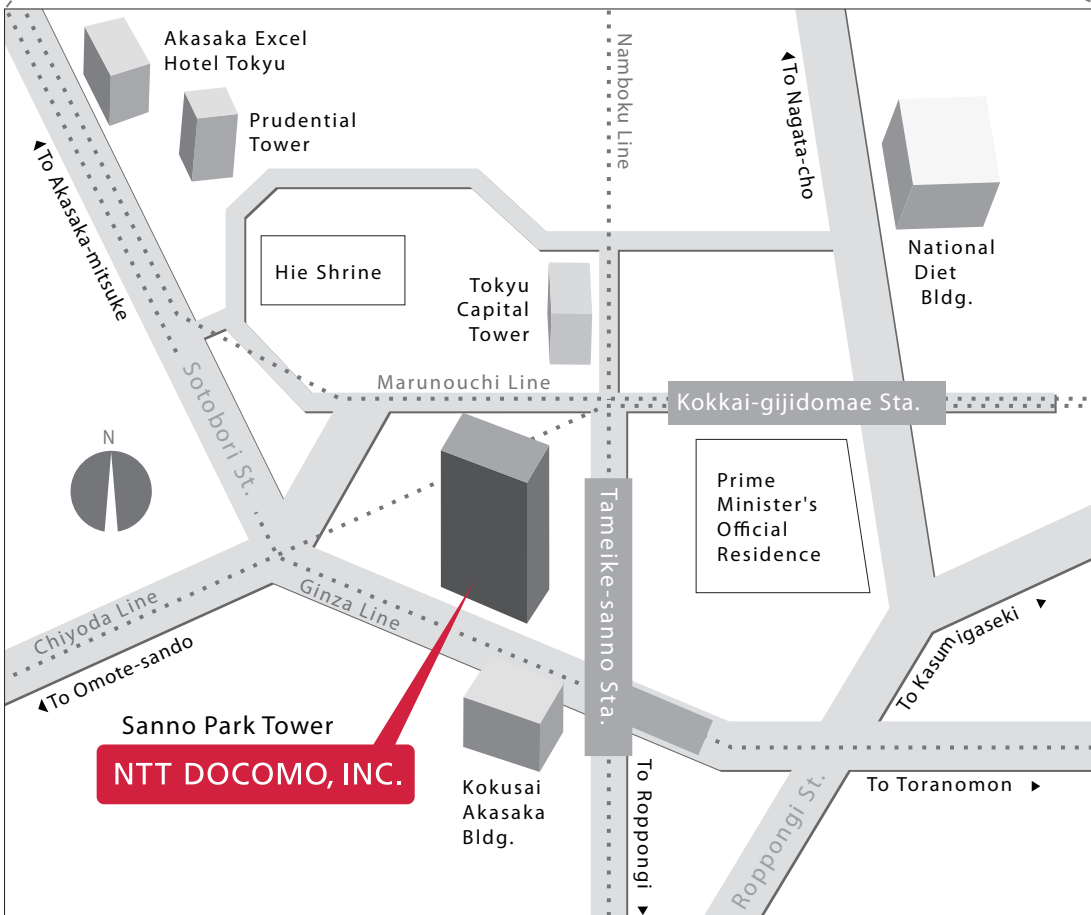 Akasaka Excel
Hotel Tokyu
Prudential
Tower
Namboku Line
To Nagata-cho
To Akasaka-mitsuke
Hie Shrine
National
Diet
Bldg.
Tokyu
Capital
Tower
Marunouchi Line
Kokkai-gijidomae Sta.
Sotobori St.
N
Prime
Minister's
Official
Residence
Tameike-sanno Sta.
Chiyoda Line
Ginza Line
To Omote-sando
To Kasumigaseki
Sanno Park Tower
NTT DOCOMO, INC.
Kokusai
Akasaka
Bldg.
To Roppongi
Roppongi St.
To Toranomon